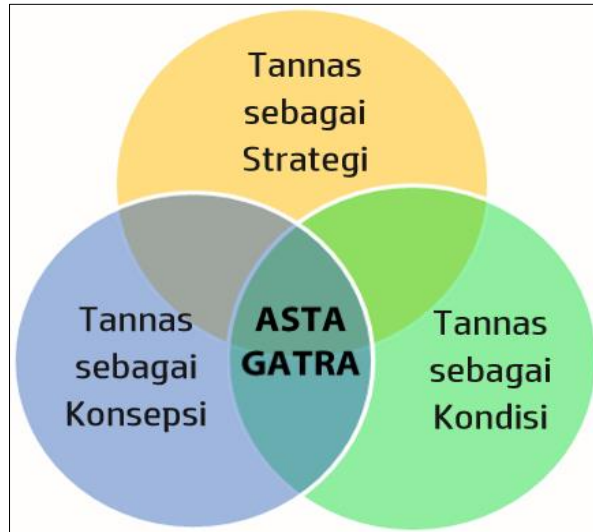 Tannas
sebagai
Strategi
Tannas
sebagai
Konsepsi
ASTA
GATRA
Tannas
sebagai
Kondisi